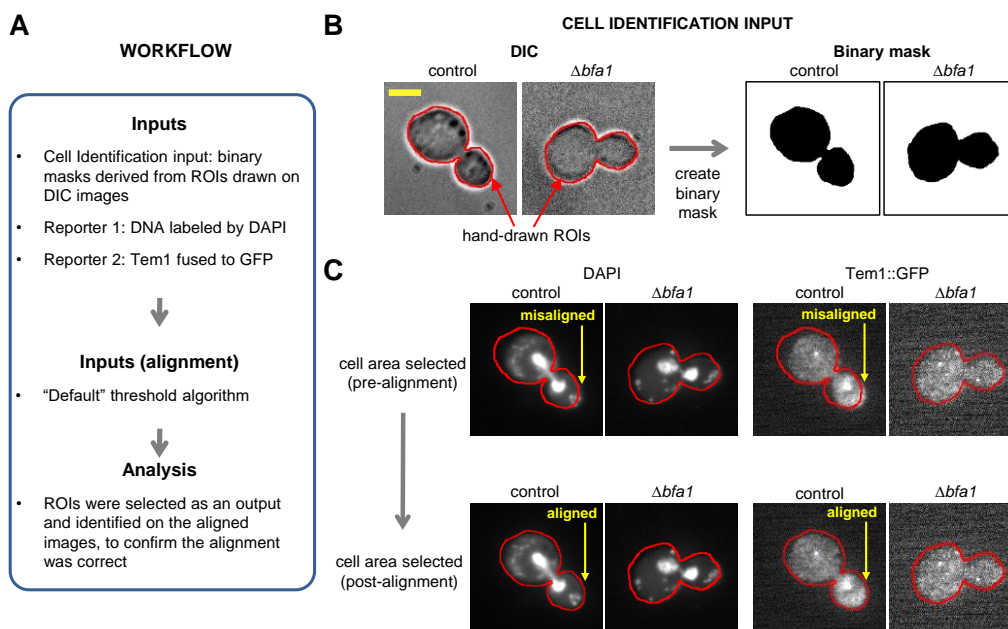 A
WORKFLOW
Inputs
• Cell Identification input: binary
masks derived from ROIs drawn on
DIC images
• Reporter 1: DNA labeled by DAPI
• Reporter 2: Tem1 fused to GFP
Inputs (alignment)
• “Default” threshold algorithm
Analysis
• ROIs were selected as an output
and identified on the aligned
images, to confirm the alignment
was correct
B
CELL IDENTIFICATION INPUT
DIC
control
Δbfa1
hand-drawn ROIs
create
binary
mask
Binary mask
control
Δbfa1
C
DAPI
Tem1::GFP
control
Δbfa1
control
Δbfa1
misaligned
misaligned
cell area selected
(pre-alignment)
control
Δbfa1
control
Δbfa1
aligned
aligned
cell area selected
(post-alignment)